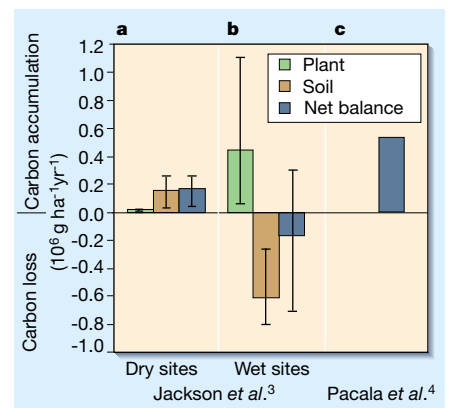 a b c
1.2
1.0
0.8
0.6
0.4
0.2
0.0
-0.2
-0.4
-0.6
-0.8
-1.0
Carbon accumulation
Carbon loss
(10⁶ g ha⁻¹yr⁻¹)
Plant
Soil
Net balance
Dry sites Wet sites
Jackson et al.³ Pacala et al.⁴